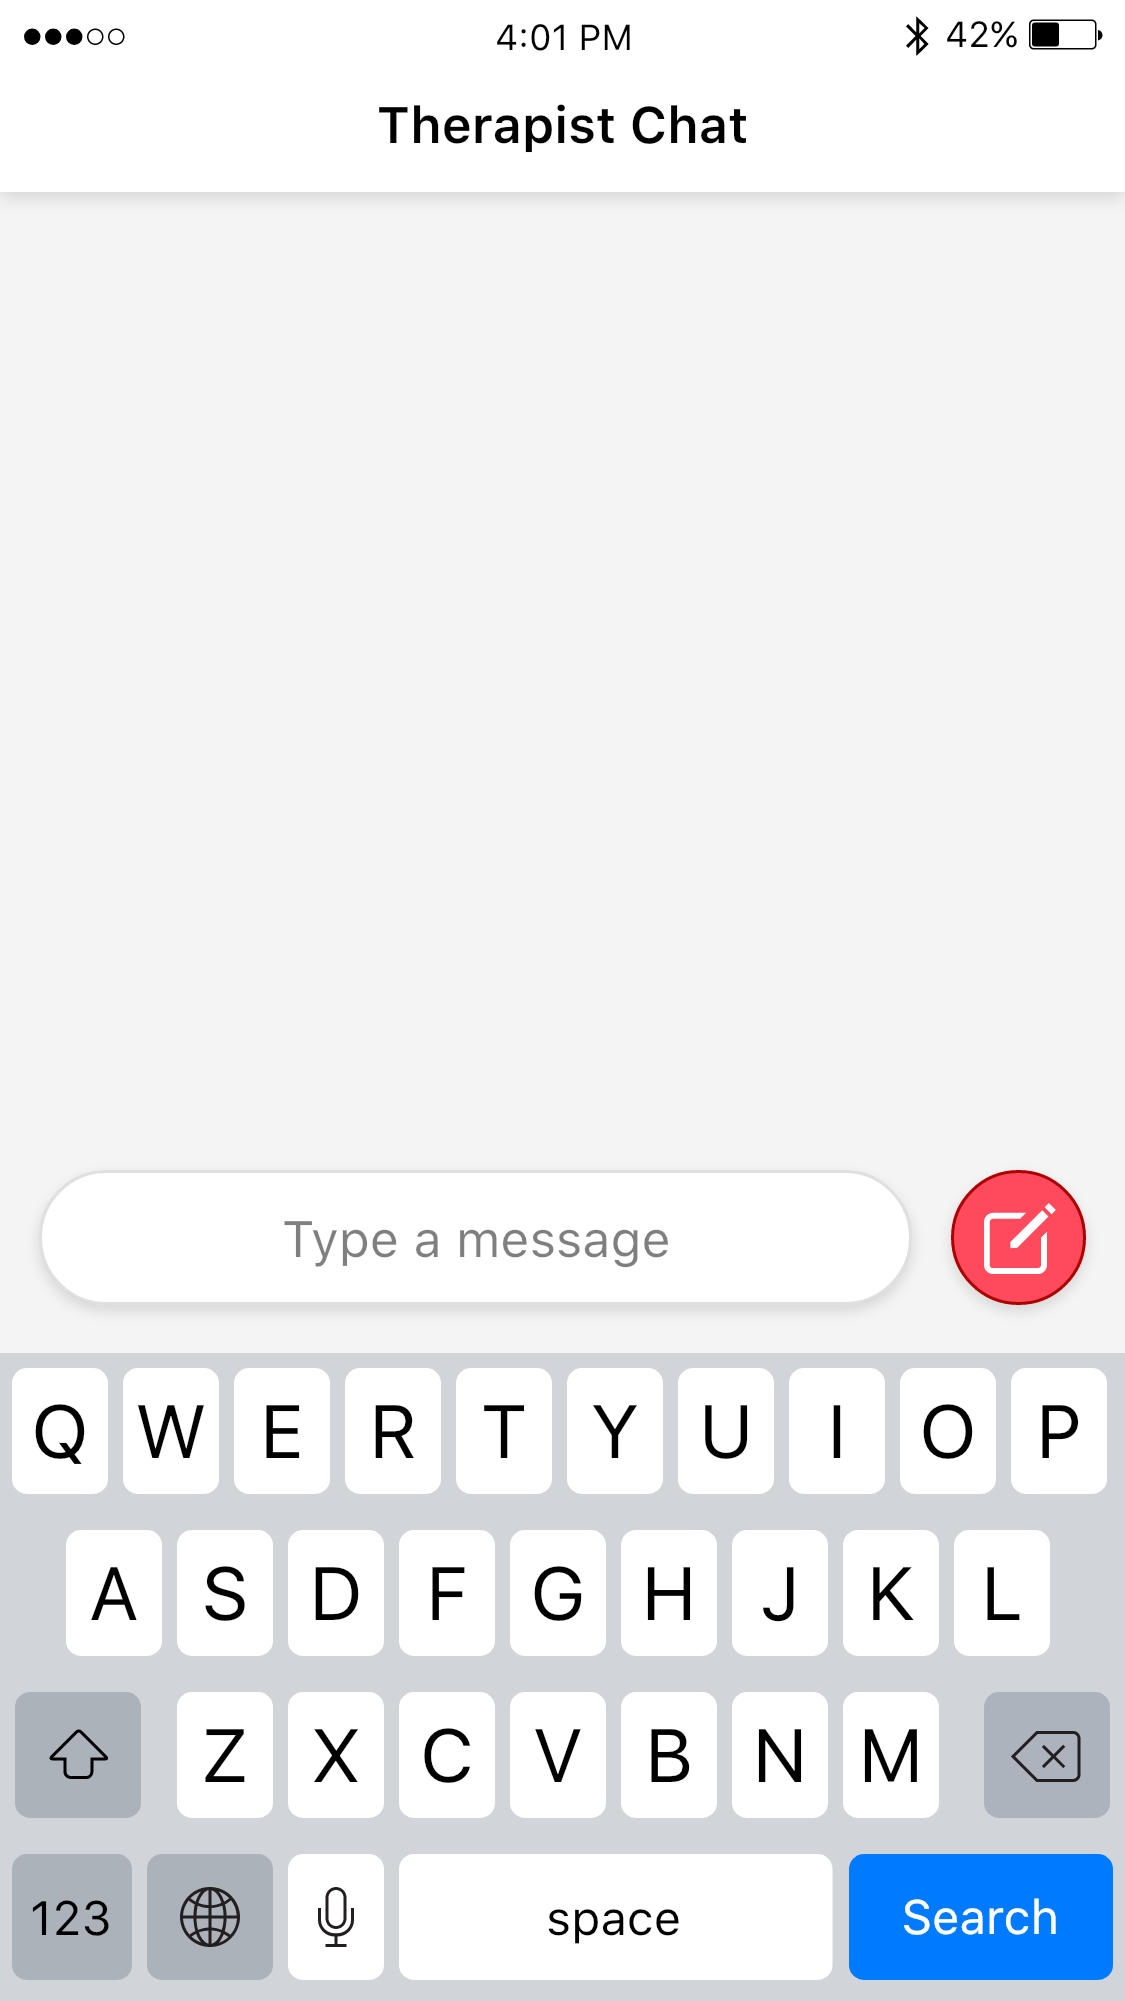 4:01 PM
42%
Therapist Chat
Type a message
Q W E R T Y U I O P
A S D F G H J K L
Z X C V B N M
123 space Search